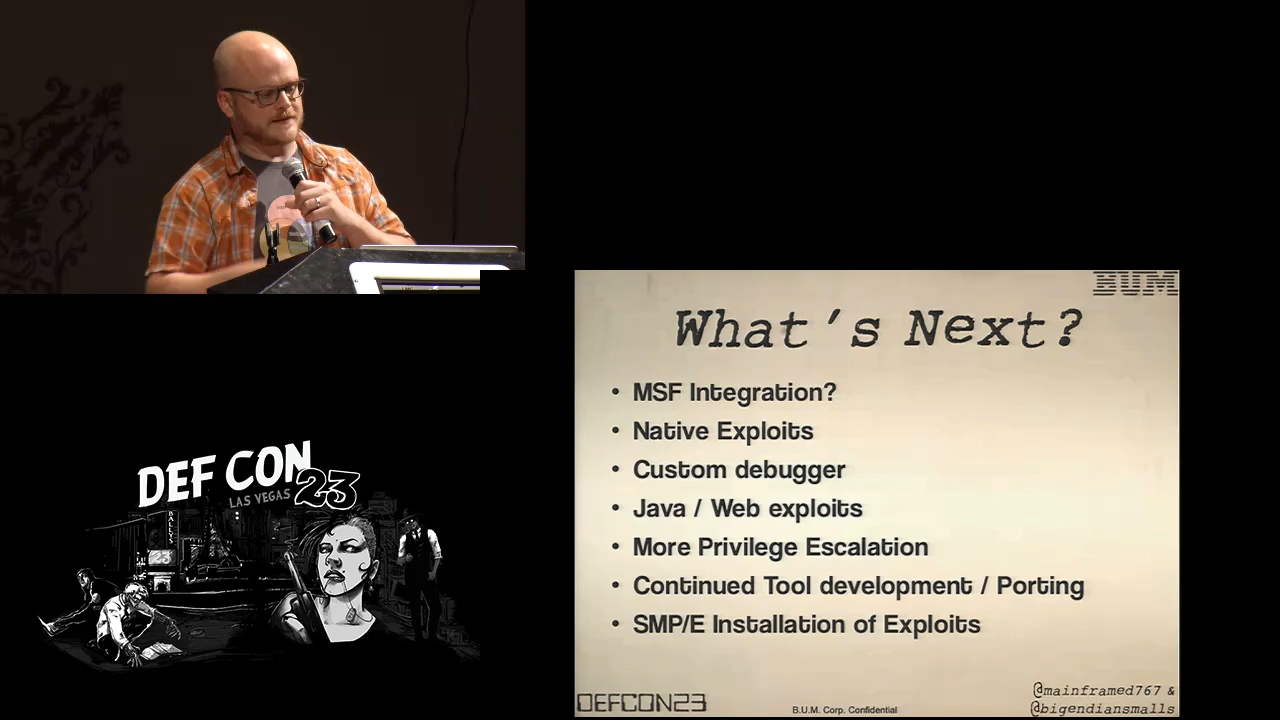 BUM
What's Next?
• MSF Integration?
• Native Exploits
• Custom debugger
• Java / Web exploits
• More Privilege Escalation
• Continued Tool development / Porting
• SMP/E Installation of Exploits
@mainframed767 &
@bigendiansmalls
DEFCON23
B.U.M. Corp. Confidential
DEF CON
LAS VEGAS 23
BALLYS